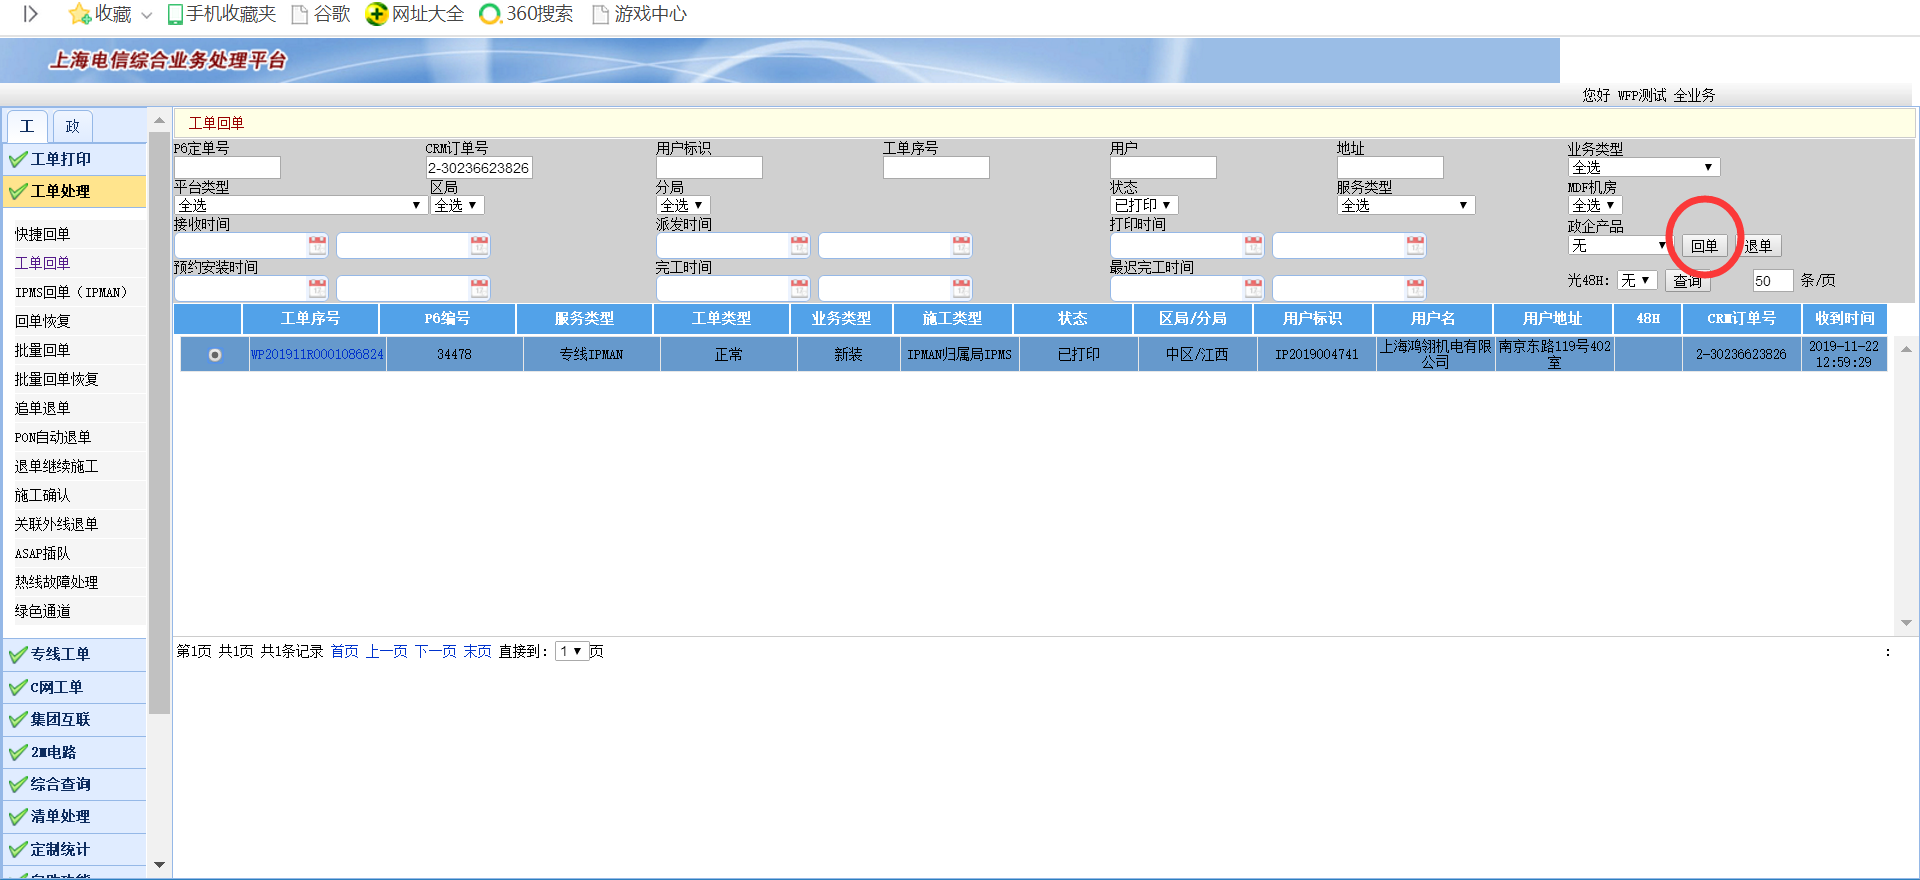 收藏 手机收藏夹 谷歌 网址大全 360搜索 游戏中心
上海电信综合业务处理平台
您好 WFP测试 全业务
工 政
工单打印
工单处理
快捷回单
工单回单
IPMS回单（IPMAN）
回单恢复
批量回单
批量回单恢复
追单退单
PON自动退单
退单继续施工
施工确认
关联外线退单
ASAP插队
热线故障处理
绿色通道
专线工单
C网工单
集团互联
2M电路
综合查询
清单处理
定制统计
工单回单
P6定单号 CRM订单号 用户标识 工单序号 用户 地址 业务类型
2-30236623826 全选
平台类型 区局 分局 状态 服务类型 MDF机房
全选 全选 全选 已打印 全选 全选
接收时间 派发时间 打印时间 政企产品
无 回单 退单
预约安装时间 完工时间 最迟完工时间
光48H: 无 查询 50 条/页
工单序号 P6编号 服务类型 工单类型 业务类型 施工类型 状态 区局/分局 用户标识 用户名 用户地址 48H CRM订单号 收到时间
WP201911R0001086824 34478 专线IPMAN 正常 新装 IPMAN归属局IPMS 已打印 中区/江西 IP2019004741 上海鸿翎机电有限公司 南京东路119号402室 2-30236623826 2019-11-22 12:59:29
第1页 共1页 共1条记录 首页 上一页 下一页 末页 直接到: 1 页
: